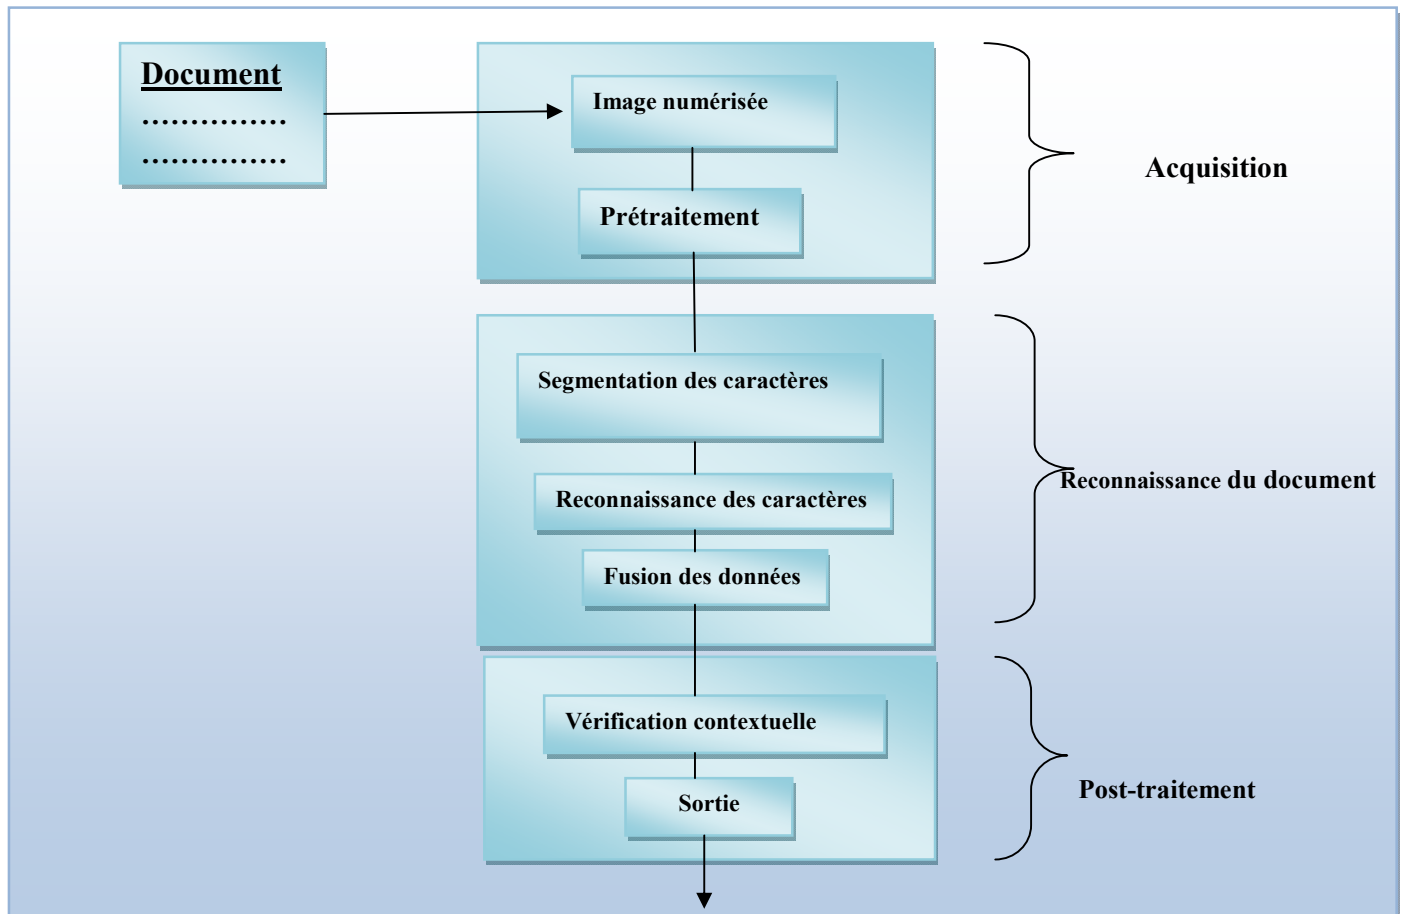 Document
……………
……………
Image numérisée
Prétraitement
Acquisition
Segmentation des caractères
Reconnaissance des caractères
Fusion des données
Reconnaissance du document
Vérification contextuelle
Sortie
Post-traitement